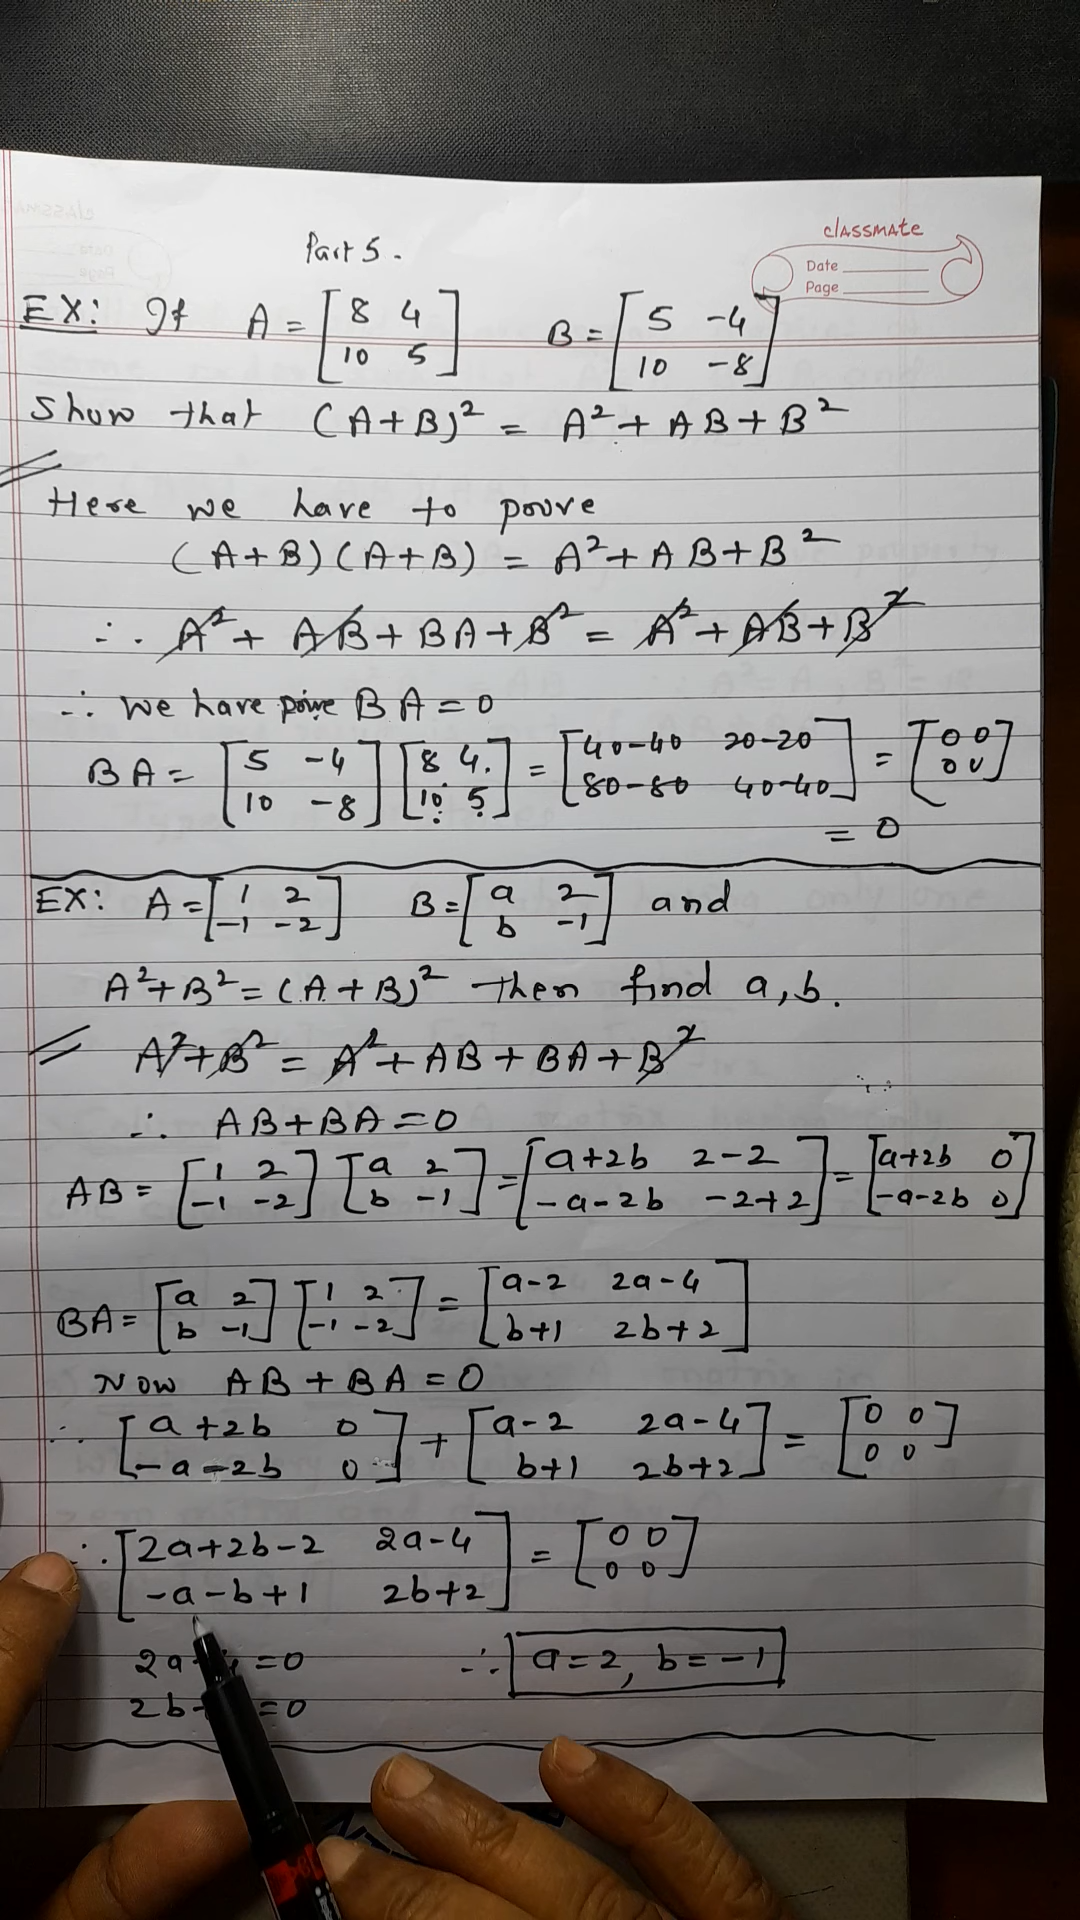 classmate
Date
Page
Part 5.
EX: If A = [8 4; 10 5] B = [5 -4; 10 -8]
Show that (A+B)² = A² + AB + B²
Here we have to poove
(A+B)(A+B) = A² + AB + B²
∴ A² + AB + BA + B² = A² + AB + B²
∴ We have prove BA = 0
BA = [5 -4; 10 -8] [8 4; 10 5] = [40-40 20-20; 80-80 40-40] = [0 0; 0 0]
= 0
EX: A = [1 2; -1 -2] B = [a 2; b -1] and
A² + B² = (A + B)² then find a, b.
A² + B² = A² + AB + BA + B²
∴ AB + BA = 0
AB = [1 2; -1 -2] [a 2; b -1] = [a+2b 2-2; -a-2b -2+2] = [a+2b 0; -a-2b 0]
BA = [a 2; b -1] [1 2; -1 -2] = [a-2 2a-4; b+1 2b+2]
Now AB + BA = 0
∴ [a+2b 0; -a-2b 0] + [a-2 2a-4; b+1 2b+2] = [0 0; 0 0]
∴ [2a+2b-2 2a-4; -a-b+1 2b+2] = [0 0; 0 0]
2a = 0 ∴ a=2, b=-1
2b = 0